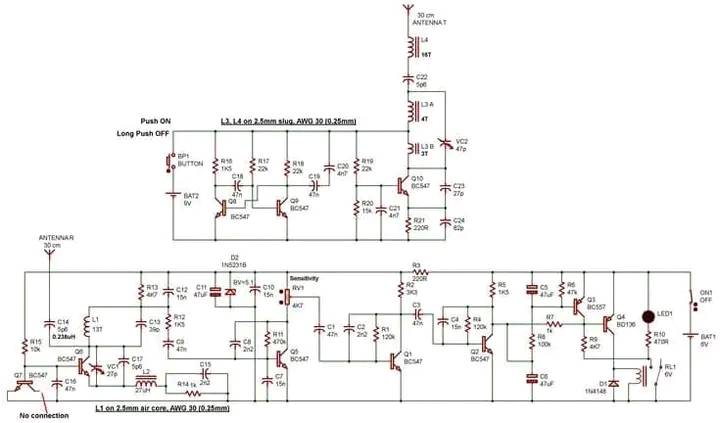 30 cm
ANTENNA T
L4
16T
C22
5p6
L3 A
4T
Push ON
L3, L4 on 2.5mm slug, AWG 30 (0.25mm)
Long Push OFF
L3 B
3T
VC2
47p
BP1
BUTTON
R16
1K5
R17
22k
R18
22k
C20
4n7
R19
22k
C18
47n
C19
47n
Q10
BC547
C23
27p
BAT2
9V
Q8
BC547
Q9
BC547
R20
15k
C21
4n7
R21
220R
C24
82p
ANTENNA R
30 cm
D2
1N5231B
R3
220R
C14
5p6
0.238uH
L1
13T
R13
4K7
C12
15n
C11
47uF
BV=5.1
C10
15n
Sensitivity
RV1
4K7
R2
3K3
R5
1K5
C5
47uF
R6
47k
Q3
BC557
ON1
OFF
C13
39p
R12
1K5
C1
47n
C2
2n2
R1
120k
C3
47n
C4
15n
R4
120k
R7
1k
Q4
BD136
LED1
R15
10k
C9
47n
C8
2n2
R11
470k
Q5
BC547
Q1
BC547
Q2
BC547
R8
100k
R9
4K7
R10
470R
BAT1
6V
Q6
BC547
VC1
27p
C17
5p6
L2
27uH
C15
2n2
R14 1k
C7
15n
C6
47uF
D1
1N4148
RL1
6V
Q7
BC547
C16
47n
No connection
L1 on 2.5mm air core, AWG 30 (0.25mm)